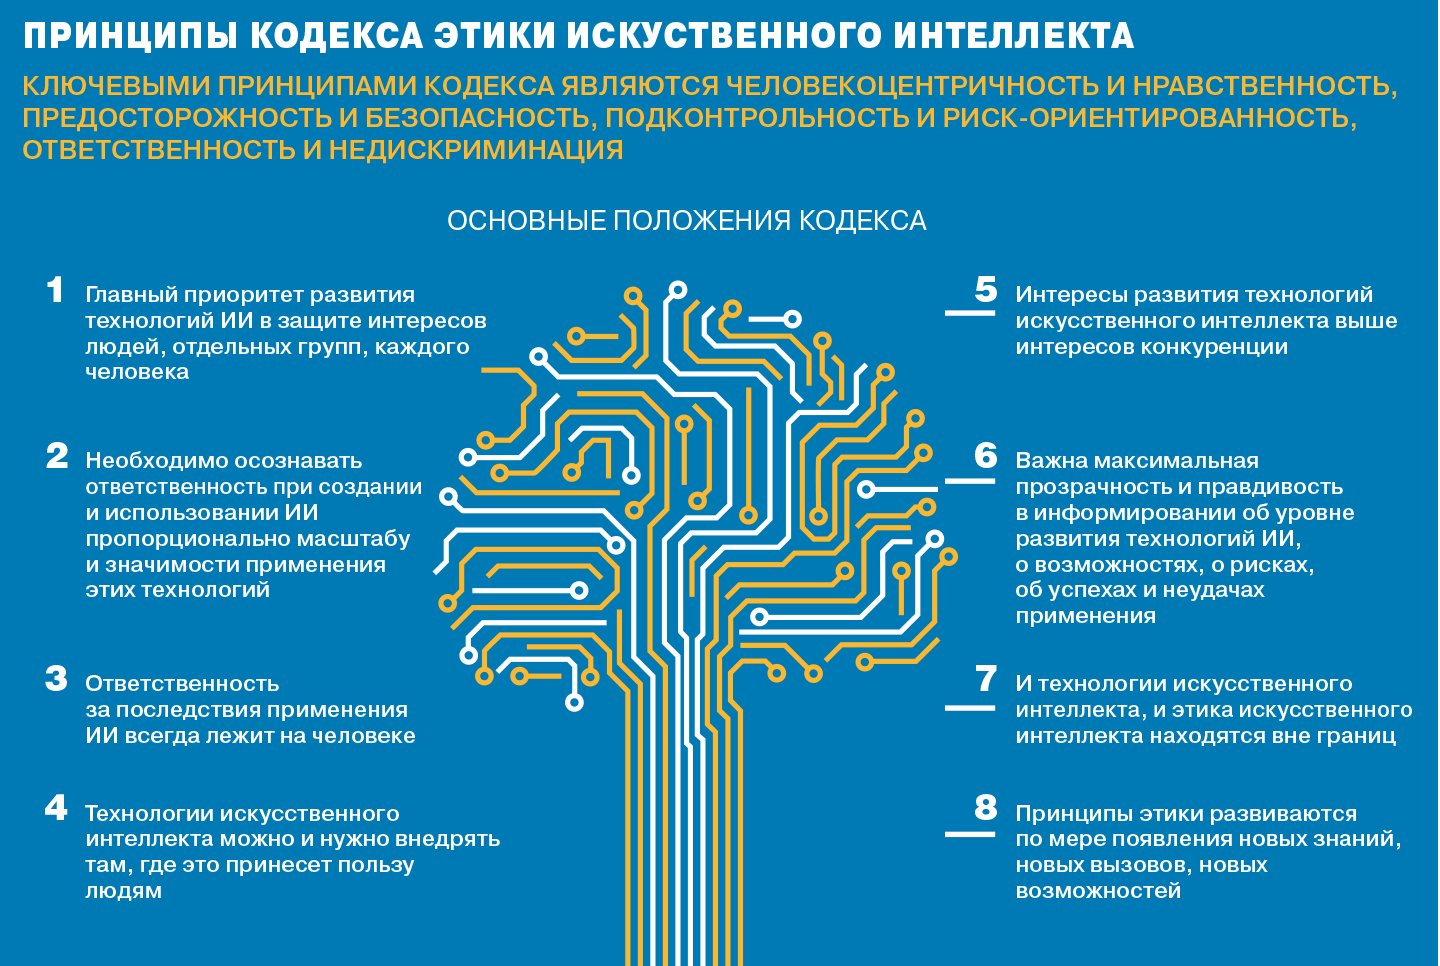 ПРИНЦИПЫ КОДЕКСА ЭТИКИ ИСКУСТВЕННОГО ИНТЕЛЛЕКТА
КЛЮЧЕВЫМИ ПРИНЦИПАМИ КОДЕКСА ЯВЛЯЮТСЯ ЧЕЛОВЕКОЦЕНТРИЧНОСТЬ И НРАВСТВЕННОСТЬ,
ПРЕДОСТОРОЖНОСТЬ И БЕЗОПАСНОСТЬ, ПОДКОНТРОЛЬНОСТЬ И РИСК-ОРИЕНТИРОВАННОСТЬ,
ОТВЕТСТВЕННОСТЬ И НЕДИСКРИМИНАЦИЯ
ОСНОВНЫЕ ПОЛОЖЕНИЯ КОДЕКСА
1 Главный приоритет развития
технологий ИИ в защите интересов
людей, отдельных групп, каждого
человека
2 Необходимо осознавать
ответственность при создании
и использовании ИИ
пропорционально масштабу
и значимости применения
этих технологий
3 Ответственность
за последствия применения
ИИ всегда лежит на человеке
4 Технологии искусственного
интеллекта можно и нужно внедрять
там, где это принесет пользу
людям
5 Интересы развития технологий
искусственного интеллекта выше
интересов конкуренции
6 Важна максимальная
прозрачность и правдивость
в информировании об уровне
развития технологий ИИ,
о возможностях, о рисках,
об успехах и неудачах
применения
7 И технологии искусственного
интеллекта, и этика искусственного
интеллекта находятся вне границ
8 Принципы этики развиваются
по мере появления новых знаний,
новых вызовов, новых
возможностей